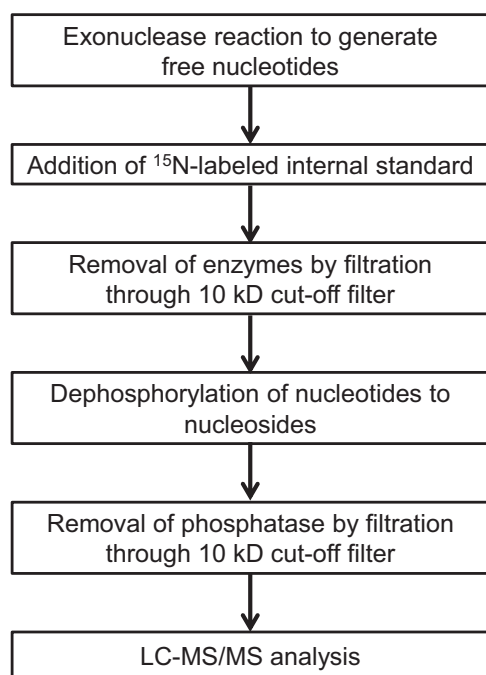 Exonuclease reaction to generate
free nucleotides
Addition of ¹⁵N-labeled internal standard
Removal of enzymes by filtration
through 10 kD cut-off filter
Dephosphorylation of nucleotides to
nucleosides
Removal of phosphatase by filtration
through 10 kD cut-off filter
LC-MS/MS analysis